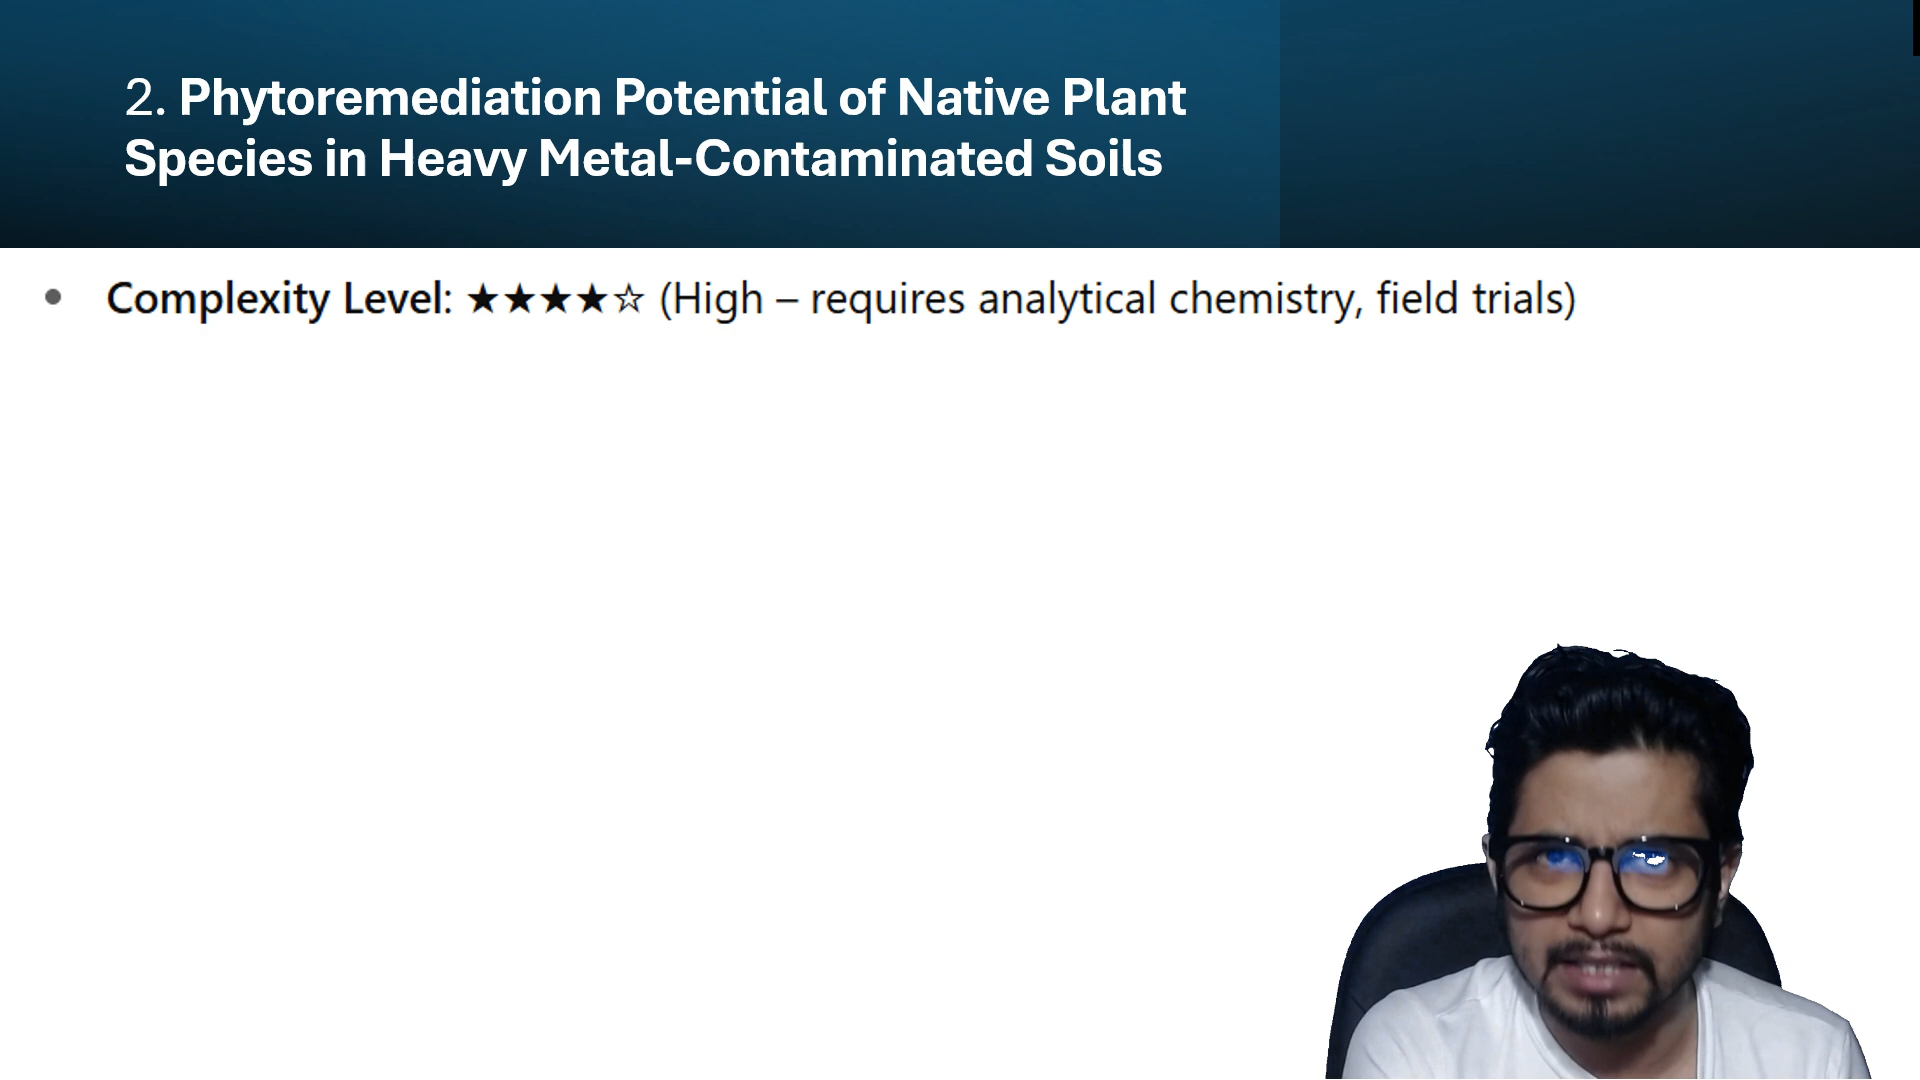 2. Phytoremediation Potential of Native Plant
Species in Heavy Metal-Contaminated Soils
• Complexity Level: ★★★★☆ (High – requires analytical chemistry, field trials)